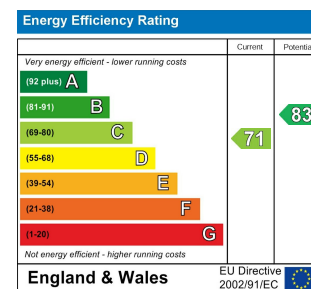 Energy Efficiency Rating
Current Potentia
Very energy efficient - lower running costs
(92 plus) A
(81-91) B
83
(69-80) C
71
(55-68) D
(39-54) E
(21-38) F
(1-20) G
Not energy efficient - higher running costs
England & Wales
EU Directive
2002/91/EC